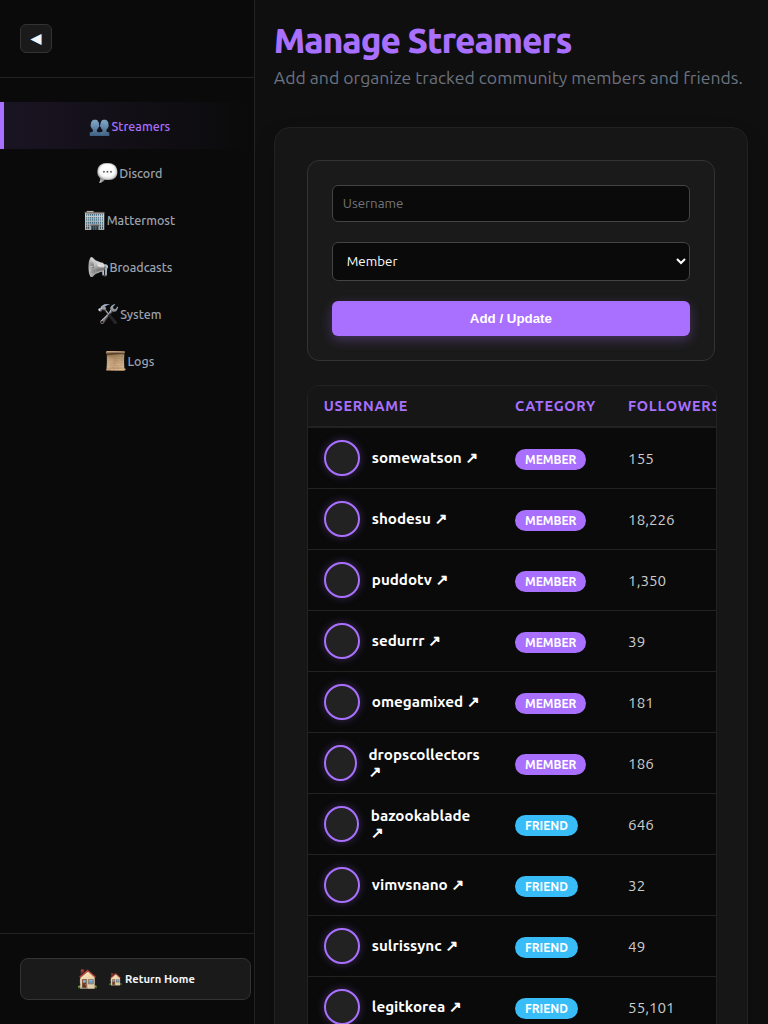 ◀
👥 Streamers
💬 Discord
🏢 Mattermost
📢 Broadcasts
🛠 System
📜 Logs
🏠 🏠 Return Home
Manage Streamers
Add and organize tracked community members and friends.
Username
Member
Add / Update
USERNAME CATEGORY FOLLOWERS
somewatson ↗ MEMBER 155
shodesu ↗ MEMBER 18,226
puddotv ↗ MEMBER 1,350
sedurrr ↗ MEMBER 39
omegamixed ↗ MEMBER 181
dropscollectors ↗ MEMBER 186
bazookablade ↗ FRIEND 646
vimvsnano ↗ FRIEND 32
sulrissync ↗ FRIEND 49
legitkorea ↗ FRIEND 55,101